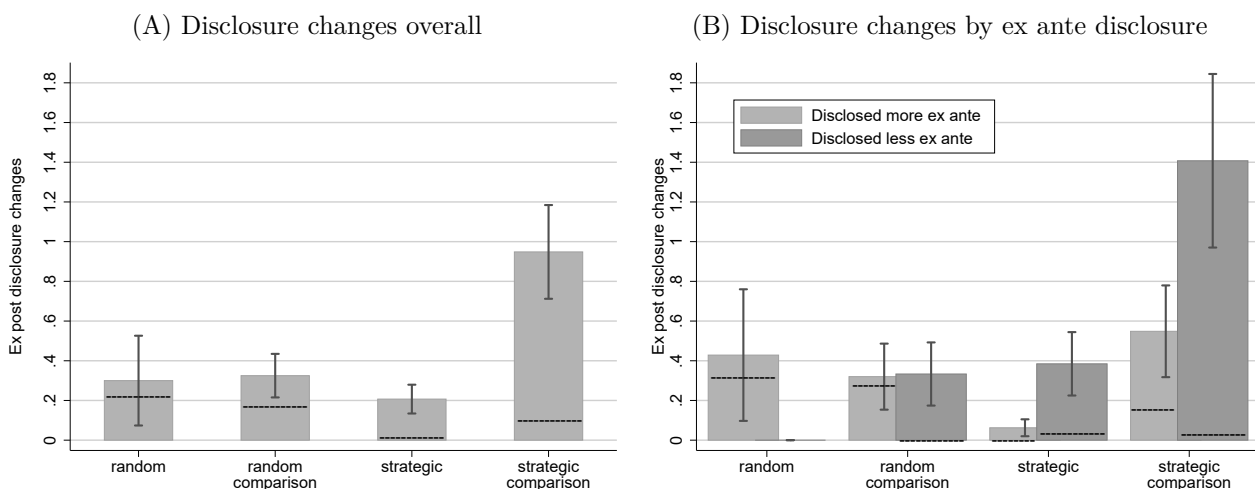 (A) Disclosure changes overall
Ex post disclosure changes
1.8
1.6
1.4
1.2
1
.8
.6
.4
.2
0
random
random
comparison
strategic
strategic
comparison
(B) Disclosure changes by ex ante disclosure
Ex post disclosure changes
1.8
1.6
1.4
1.2
1
.8
.6
.4
.2
0
Disclosed more ex ante
Disclosed less ex ante
random
random
comparison
strategic
strategic
comparison